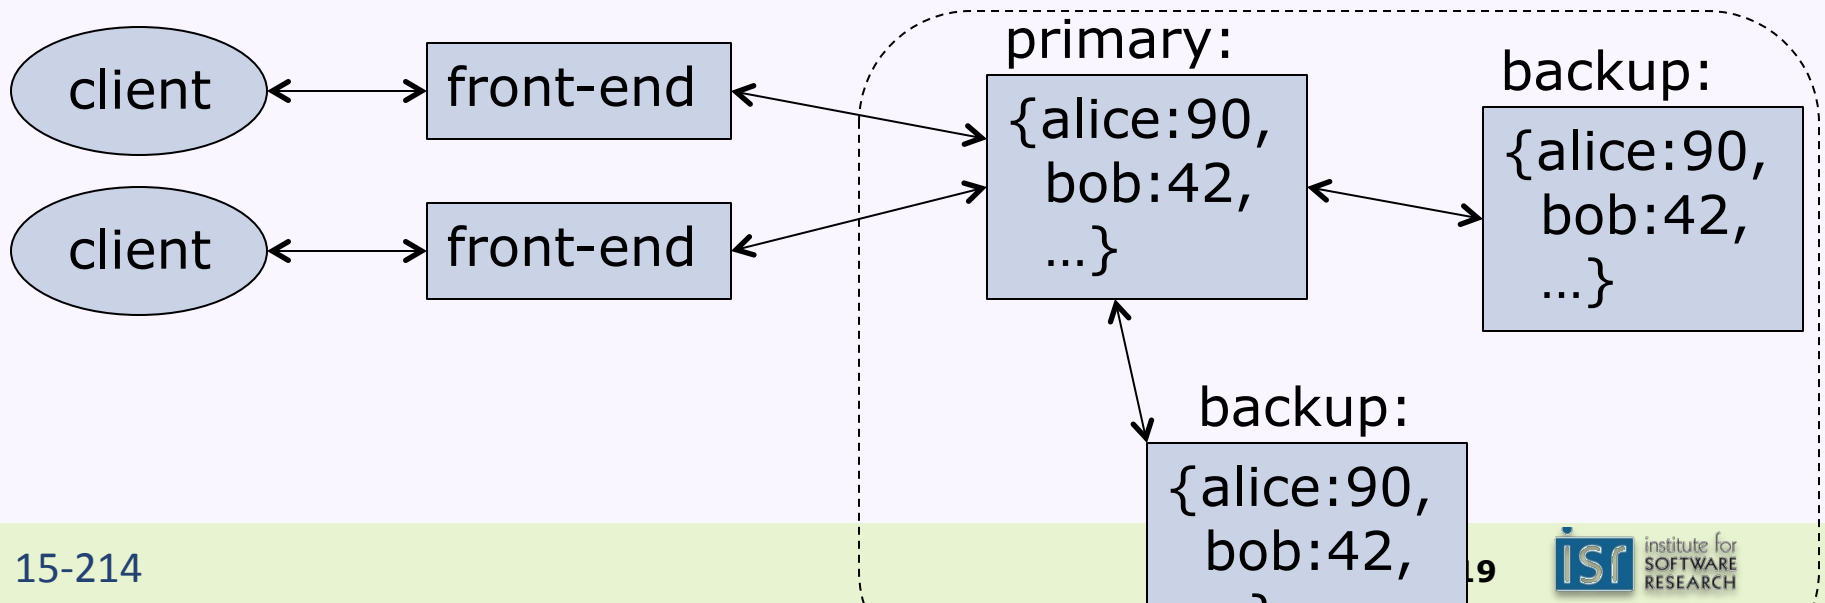 client
front-end
client
front-end
primary:
{alice:90,
bob:42,
…}
backup:
{alice:90,
bob:42,
…}
backup:
{alice:90,
bob:42,
15-214
isr
institute for
SOFTWARE
RESEARCH